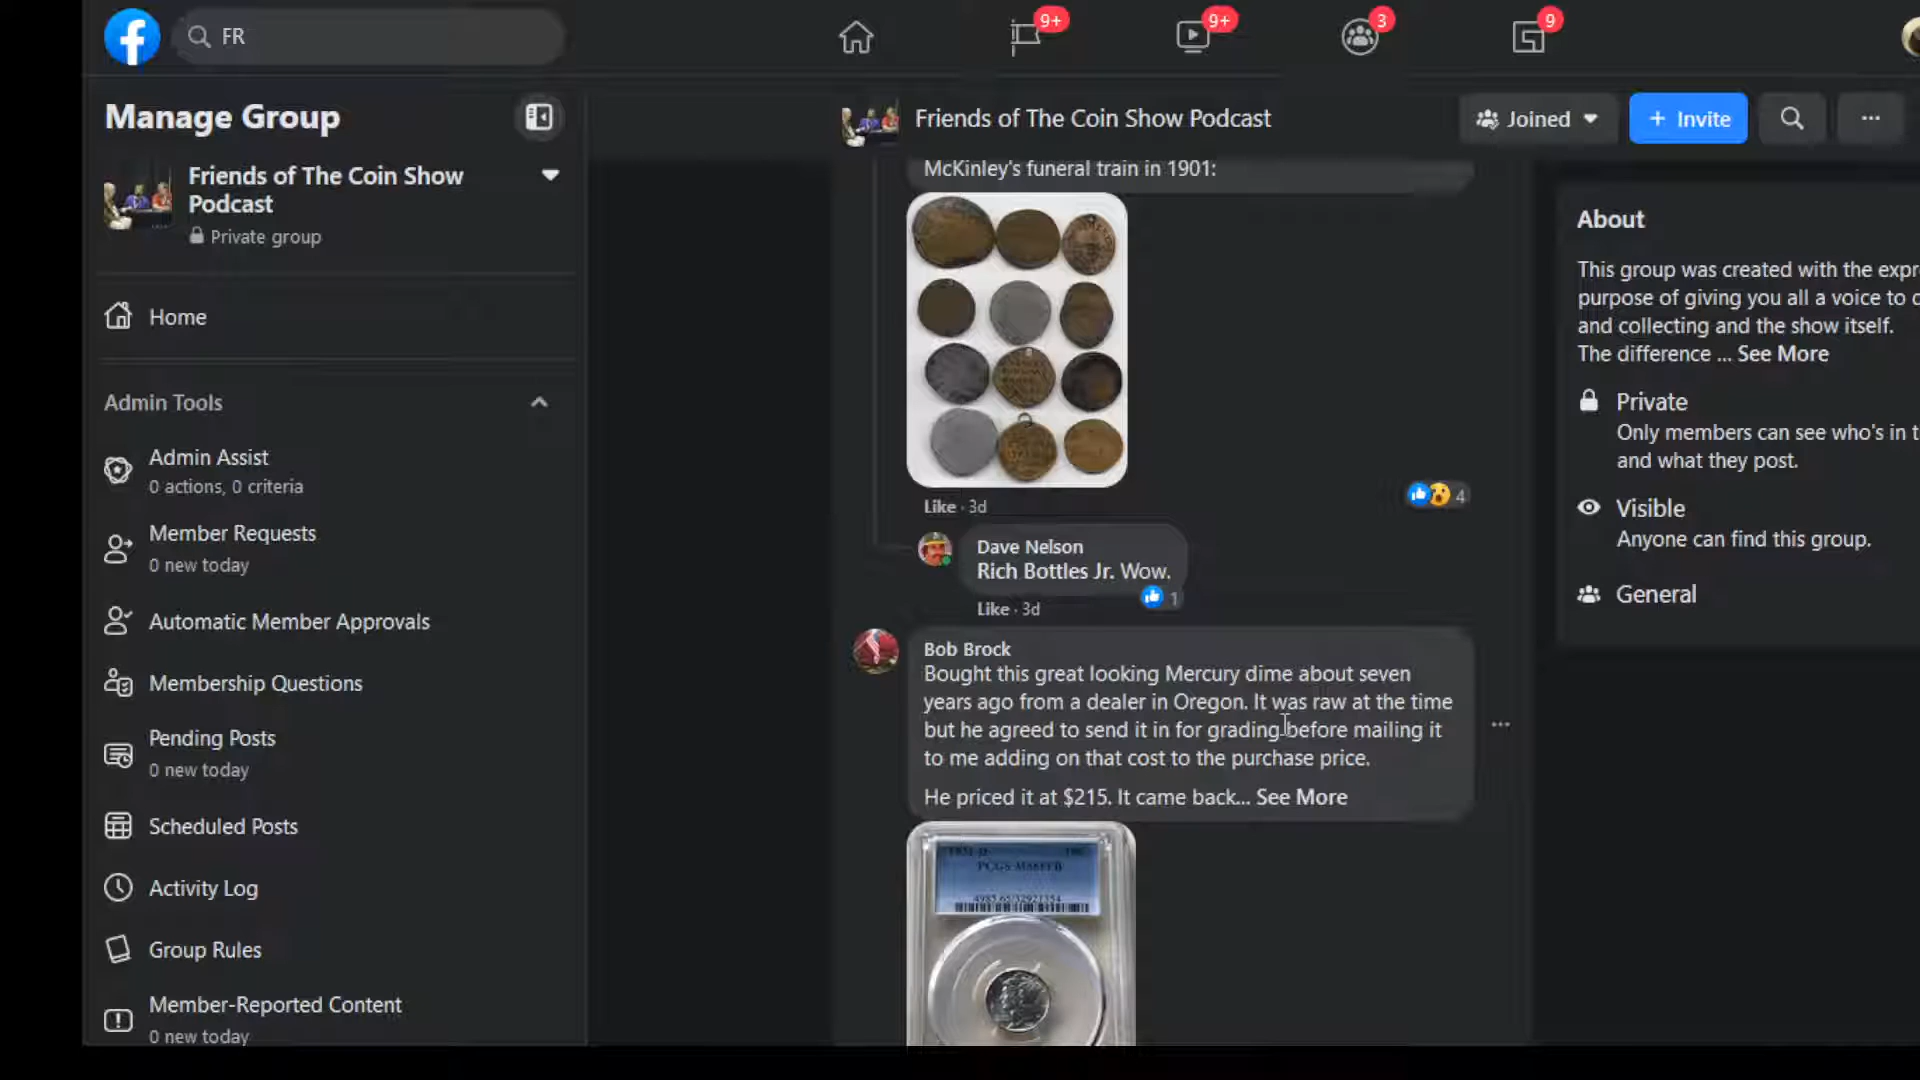 FR
9+
9+
3
9
Manage Group
Friends of The Coin Show
Podcast
Private group
Home
Admin Tools
Admin Assist
0 actions, 0 criteria
Member Requests
0 new today
Automatic Member Approvals
Membership Questions
Pending Posts
0 new today
Scheduled Posts
Activity Log
Group Rules
Member-Reported Content
0 new today
Friends of The Coin Show Podcast
Joined
+ Invite
McKinley's funeral train in 1901:
Like · 3d
4
Dave Nelson
Rich Bottles Jr. Wow.
1
Like · 3d
Bob Brock
Bought this great looking Mercury dime about seven
years ago from a dealer in Oregon. It was raw at the time
but he agreed to send it in for grading before mailing it
to me adding on that cost to the purchase price.
He priced it at $215. It came back... See More
About
This group was created with the expr
purpose of giving you all a voice to c
and collecting and the show itself.
The difference ... See More
Private
Only members can see who's in t
and what they post.
Visible
Anyone can find this group.
General